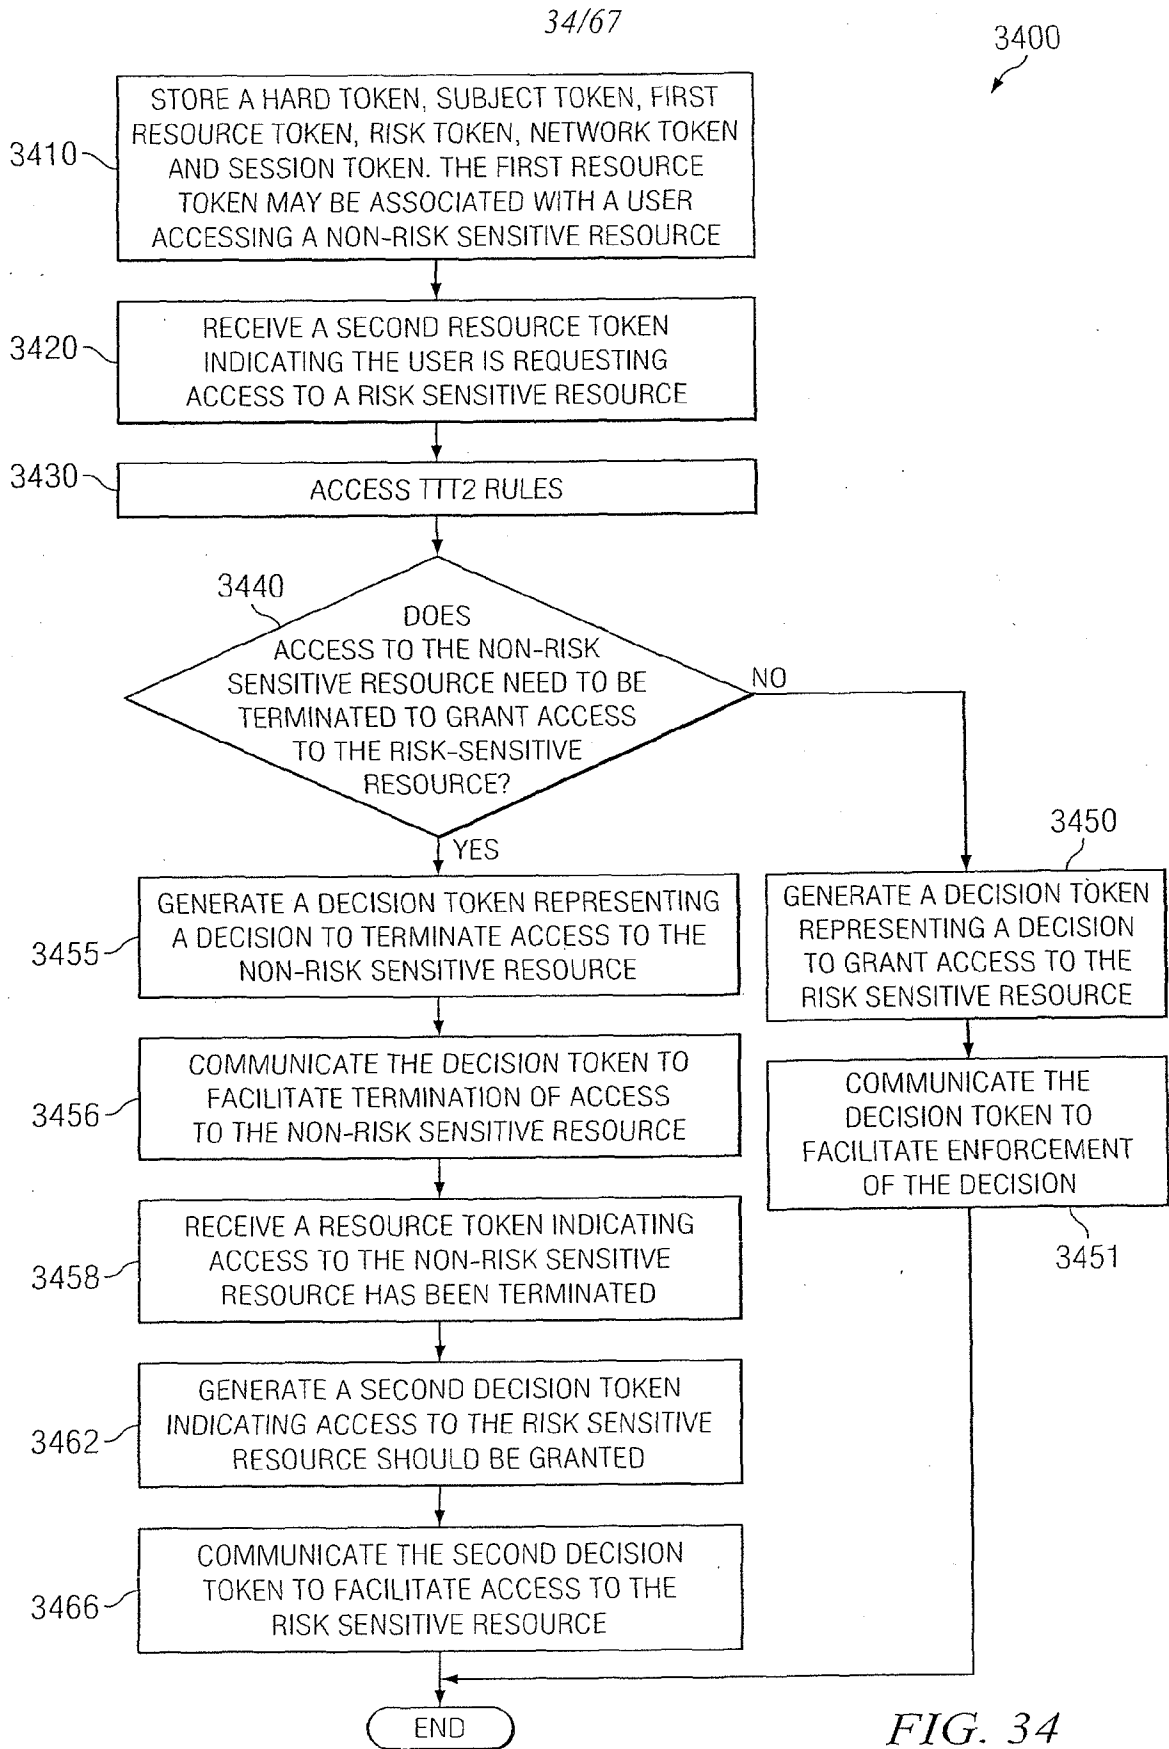 34/67
3400
STORE A HARD TOKEN, SUBJECT TOKEN, FIRST
RESOURCE TOKEN, RISK TOKEN, NETWORK TOKEN
AND SESSION TOKEN. THE FIRST RESOURCE
TOKEN MAY BE ASSOCIATED WITH A USER
ACCESSING A NON-RISK SENSITIVE RESOURCE
3410
RECEIVE A SECOND RESOURCE TOKEN
INDICATING THE USER IS REQUESTING
ACCESS TO A RISK SENSITIVE RESOURCE
3420
3430
ACCESS TTT2 RULES
3440
DOES
ACCESS TO THE NON-RISK
SENSITIVE RESOURCE NEED TO BE
TERMINATED TO GRANT ACCESS
TO THE RISK-SENSITIVE
RESOURCE?
NO
YES
3450
GENERATE A DECISION TOKEN
REPRESENTING A DECISION
TO GRANT ACCESS TO THE
RISK SENSITIVE RESOURCE
COMMUNICATE THE
DECISION TOKEN TO
FACILITATE ENFORCEMENT
OF THE DECISION
3451
GENERATE A DECISION TOKEN REPRESENTING
A DECISION TO TERMINATE ACCESS TO THE
NON-RISK SENSITIVE RESOURCE
3455
COMMUNICATE THE DECISION TOKEN TO
FACILITATE TERMINATION OF ACCESS
TO THE NON-RISK SENSITIVE RESOURCE
3456
RECEIVE A RESOURCE TOKEN INDICATING
ACCESS TO THE NON-RISK SENSITIVE
RESOURCE HAS BEEN TERMINATED
3458
GENERATE A SECOND DECISION TOKEN
INDICATING ACCESS TO THE RISK SENSITIVE
RESOURCE SHOULD BE GRANTED
3462
COMMUNICATE THE SECOND DECISION
TOKEN TO FACILITATE ACCESS TO THE
RISK SENSITIVE RESOURCE
3466
END
FIG. 34